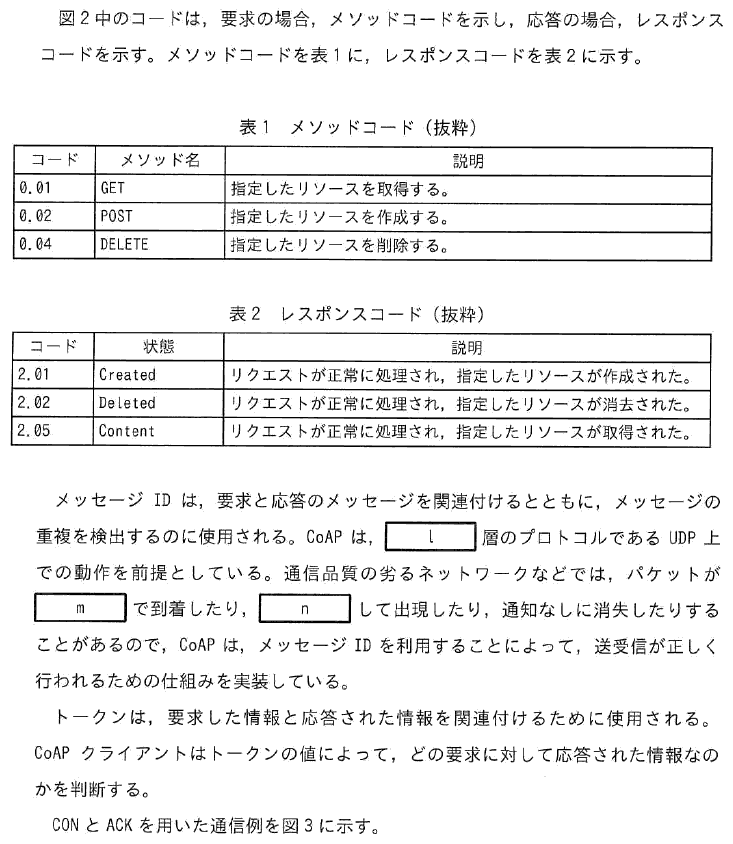 図2中のコードは，要求の場合，メソッドコードを示し，応答の場合，レスポンス
コードを示す。メソッドコードを表1に，レスポンスコードを表2に示す。
表1　メソッドコード（抜粋）
コード　メソッド名　説明
0.01　GET　指定したリソースを取得する。
0.02　POST　指定したリソースを作成する。
0.04　DELETE　指定したリソースを削除する。
表2　レスポンスコード（抜粋）
コード　状態　説明
2.01　Created　リクエストが正常に処理され，指定したリソースが作成された。
2.02　Deleted　リクエストが正常に処理され，指定したリソースが消去された。
2.05　Content　リクエストが正常に処理され，指定したリソースが取得された。
メッセージ ID は，要求と応答のメッセージを関連付けるとともに，メッセージの
重複を検出するのに使用される。CoAP は，　l　層のプロトコルである UDP 上
での動作を前提としている。通信品質の劣るネットワークなどでは，パケットが
m　で到着したり，　n　して出現したり，通知なしに消失したりする
ことがあるので，CoAP は，メッセージ ID を利用することによって，送受信が正しく
行われるための仕組みを実装している。
トークンは，要求した情報と応答された情報を関連付けるために使用される。
CoAP クライアントはトークンの値によって，どの要求に対して応答された情報なの
かを判断する。
CON と ACK を用いた通信例を図3に示す。